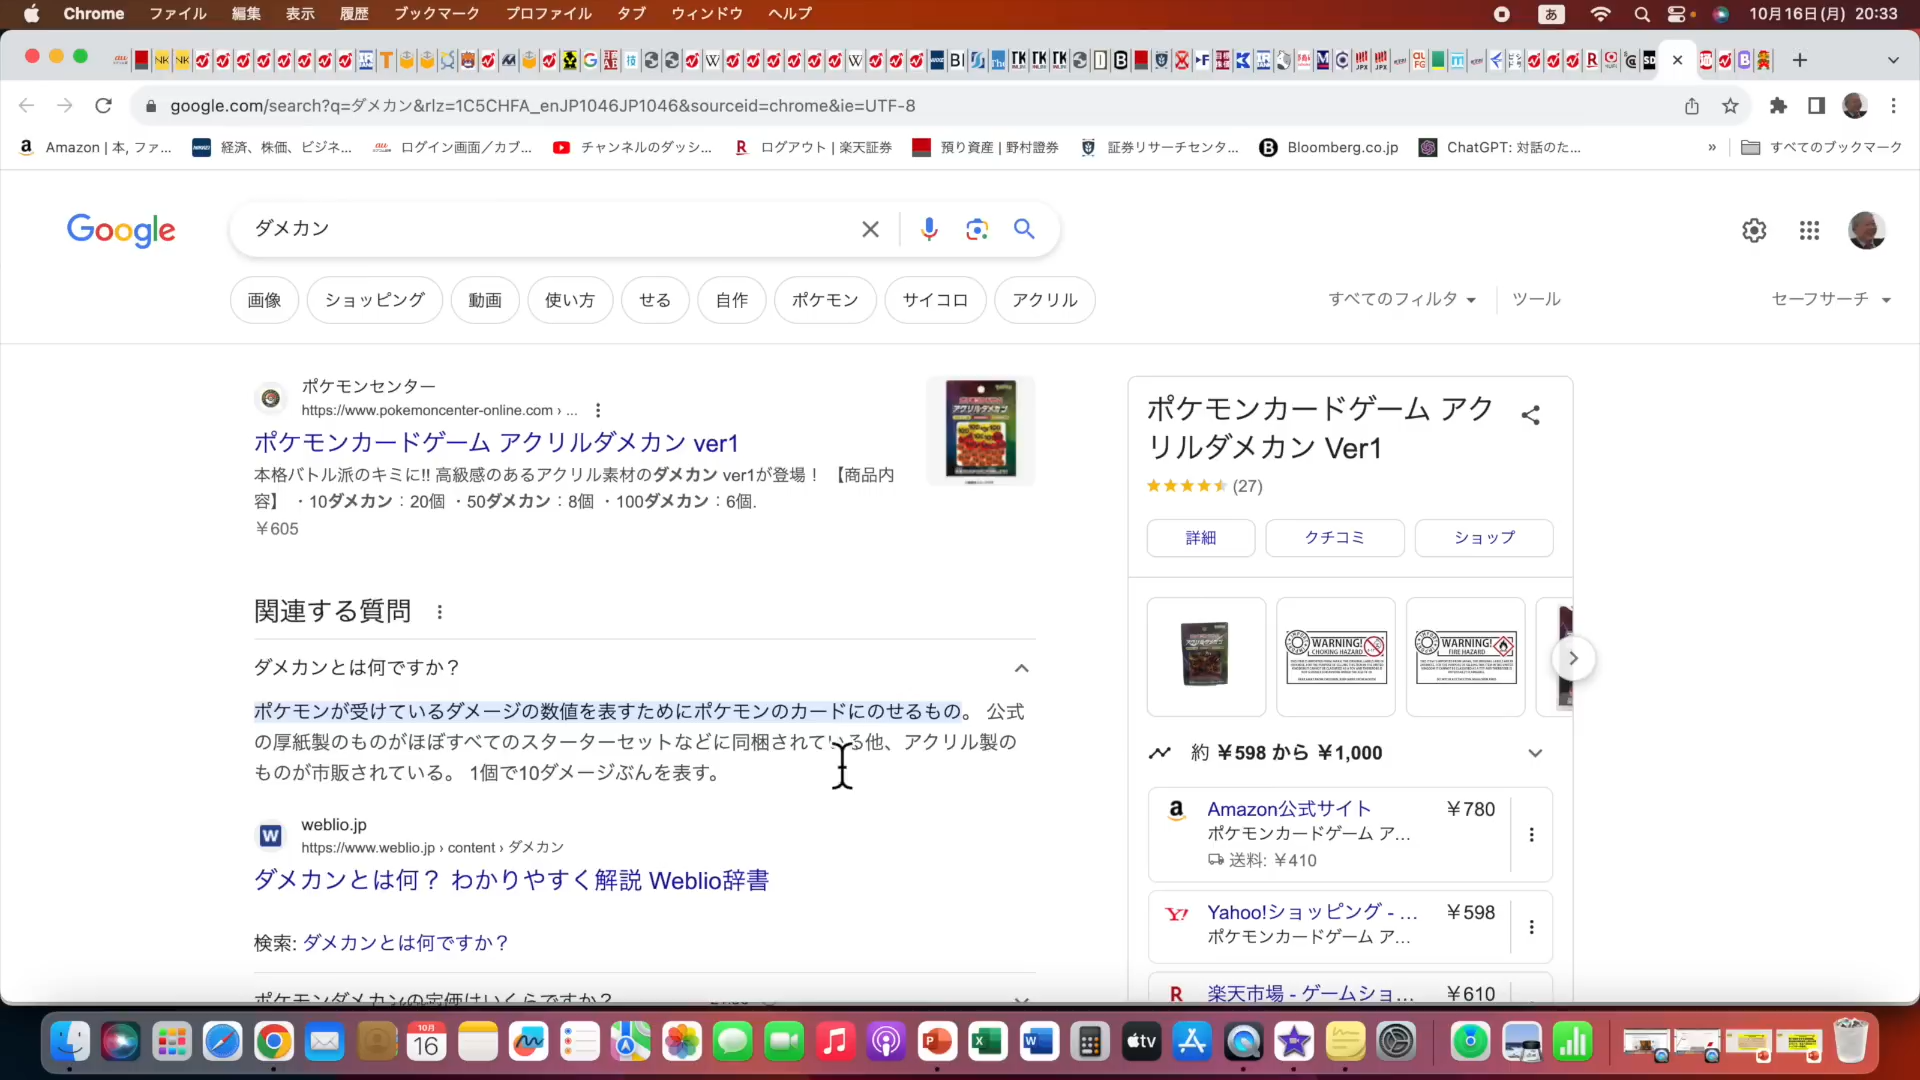 Chrome ファイル 編集 表示 履歴 ブックマーク プロファイル タブ ウィンドウ ヘルプ
あ 10月16日(月) 20:33
google.com/search?q=ダメカン&rlz=1C5CHFA_enJP1046JP1046&sourceid=chrome&ie=UTF-8
Amazon | 本, ファ... 経済、株価、ビジネ... ログイン画面／カブ... チャンネルのダッシ... ログアウト | 楽天証券 預り資産 | 野村證券 証券リサーチセンタ... Bloomberg.co.jp ChatGPT: 対話のた... » すべてのブックマーク
Google
ダメカン
画像 ショッピング 動画 使い方 せる 自作 ポケモン サイコロ アクリル
すべてのフィルタ ツール セーフサーチ
ポケモンセンター
https://www.pokemoncenter-online.com › ...
ポケモンカードゲーム アクリルダメカン ver1
本格バトル派のキミに!! 高級感のあるアクリル素材のダメカン ver1が登場！ 【商品内
容】 ・10ダメカン：20個 ・50ダメカン：8個 ・100ダメカン：6個.
￥605
関連する質問
ダメカンとは何ですか？
ポケモンが受けているダメージの数値を表すためにポケモンのカードにのせるもの。 公式
の厚紙製のものがほぼすべてのスターターセットなどに同梱されている他、アクリル製の
ものが市販されている。 1個で10ダメージぶんを表す。
weblio.jp
https://www.weblio.jp › content › ダメカン
ダメカンとは何？ わかりやすく解説 Weblio辞書
検索: ダメカンとは何ですか？
ポケモンダメカンの定価はいくらですか？
ポケモンカードゲーム アク
リルダメカン Ver1
(27)
詳細 クチコミ ショップ
WARNING!
CHOKING HAZARD
WARNING!
FIRE HAZARD
約 ￥598 から ￥1,000
Amazon公式サイト ￥780
ポケモンカードゲーム ア...
送料: ￥410
Yahoo!ショッピング - ... ￥598
ポケモンカードゲーム ア...
楽天市場 - ゲームショ... ￥610
10月
16
tv